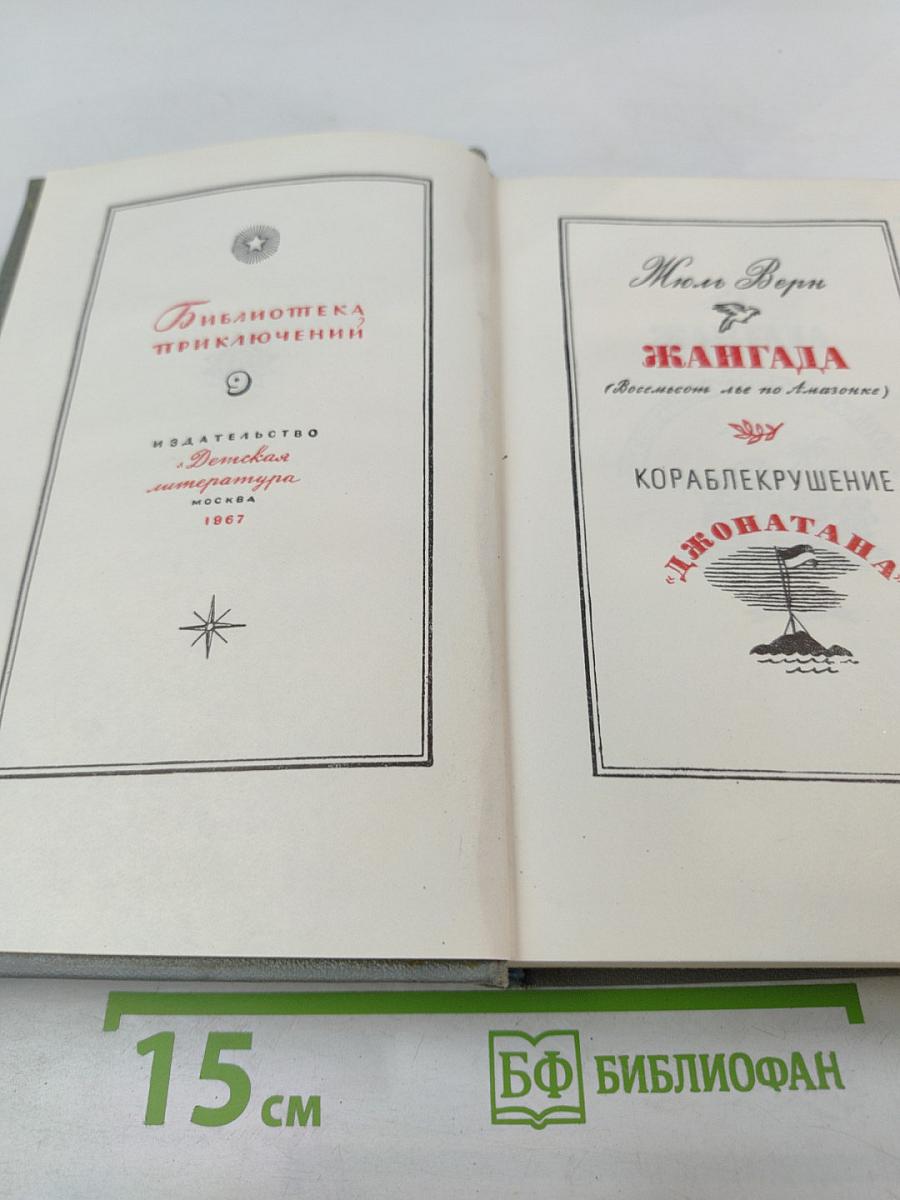 БИБЛИОТЕКА
ПРИКЛЮЧЕНИЙ
9
ИЗДАТЕЛЬСТВО
«Детская
литература
МОСКВА
1967
Жюль Верн
ЖАНГАДА
(Восемьсот лье по Амазонке)
КОРАБЛЕКРУШЕНИЕ
«ДЖОНАТАНА»
15 см
БФ БИБЛИОФАН